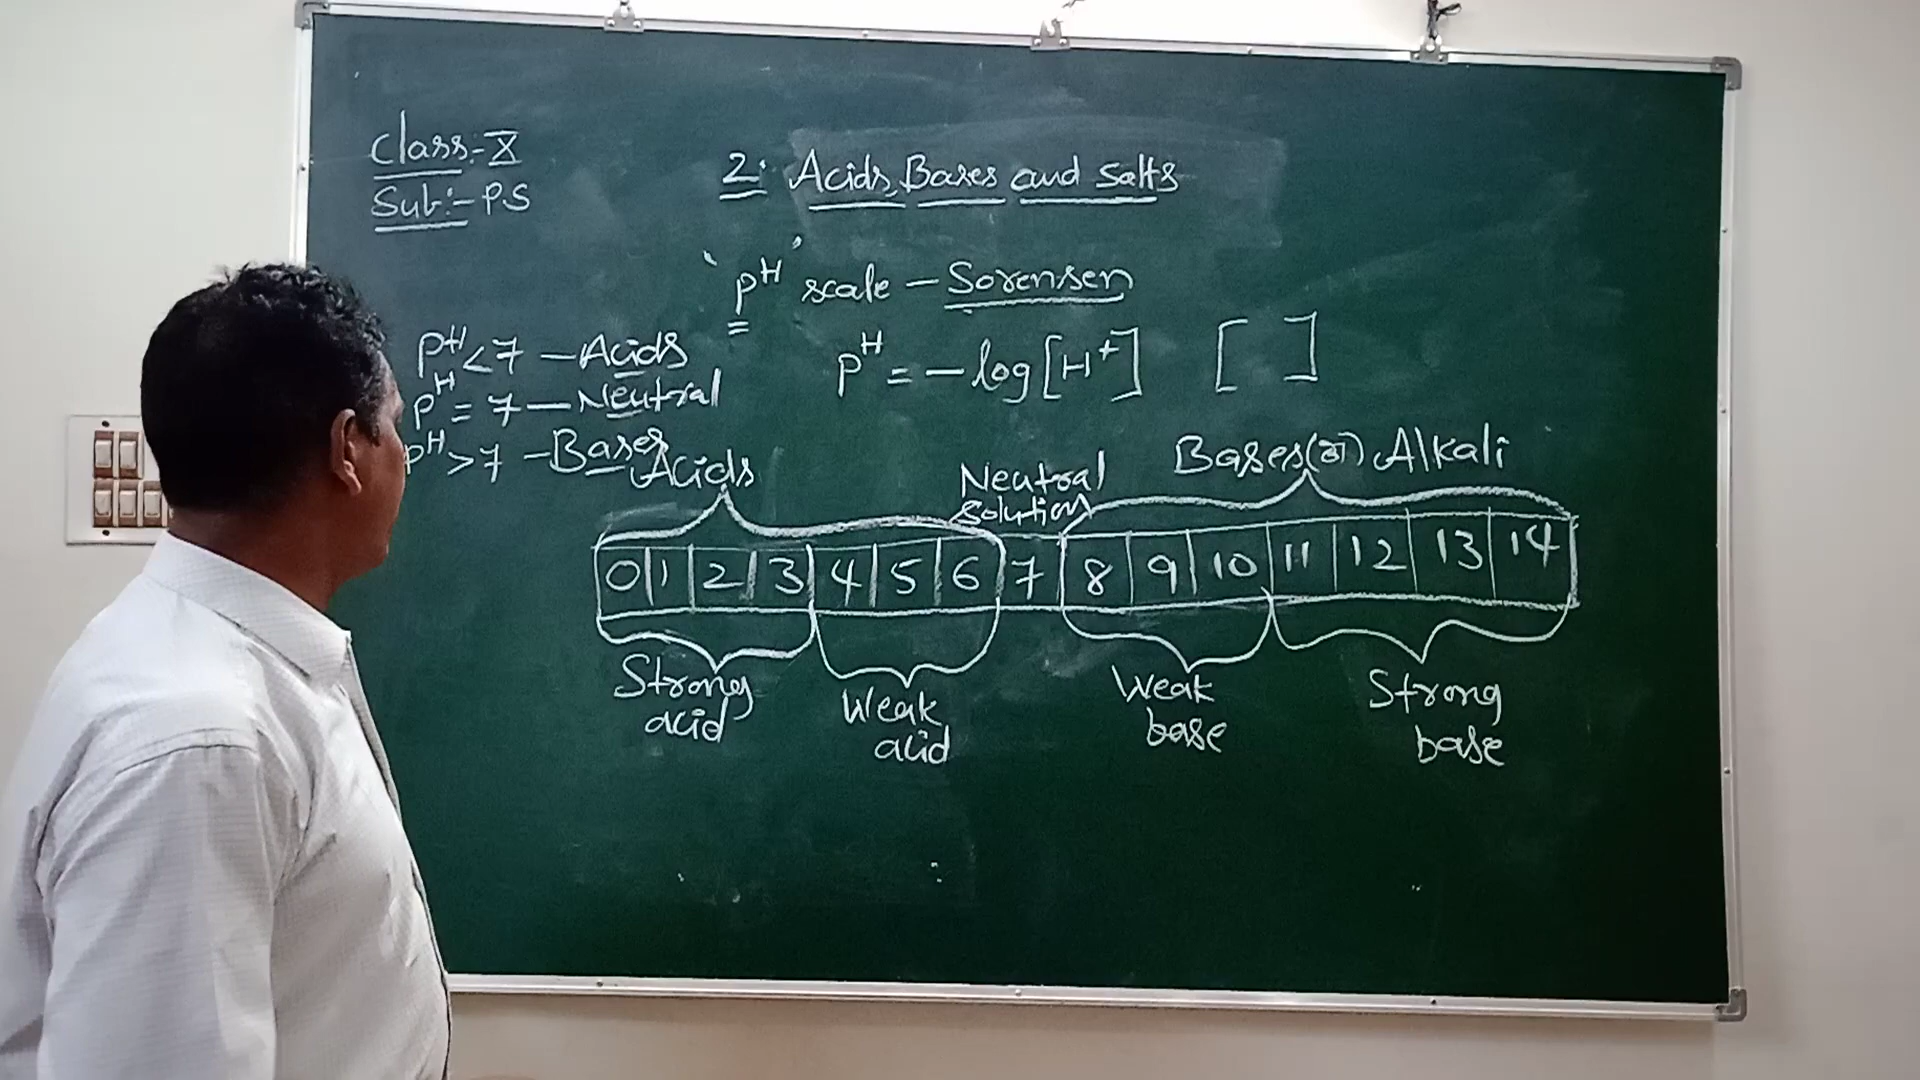 Class:- X
Sub:- P.S
2. Acids, Bases and Salts
'pH' scale - Sorensen
pH < 7 - Acids
pH = 7 - Neutral
pH > 7 - Bases
pH = - log [H+] [ ]
Acids
Neutral
Solution
Bases (or) Alkali
0 1 2 3 4 5 6 7 8 9 10 11 12 13 14
Strong
acid
Weak
acid
Weak
base
Strong
base